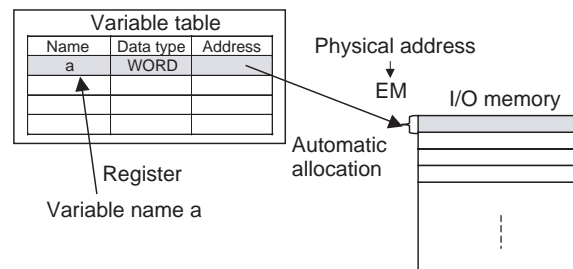 Variable table
Name Data type Address
a WORD
Physical address
EM
I/O memory
Automatic
allocation
Register
Variable name a